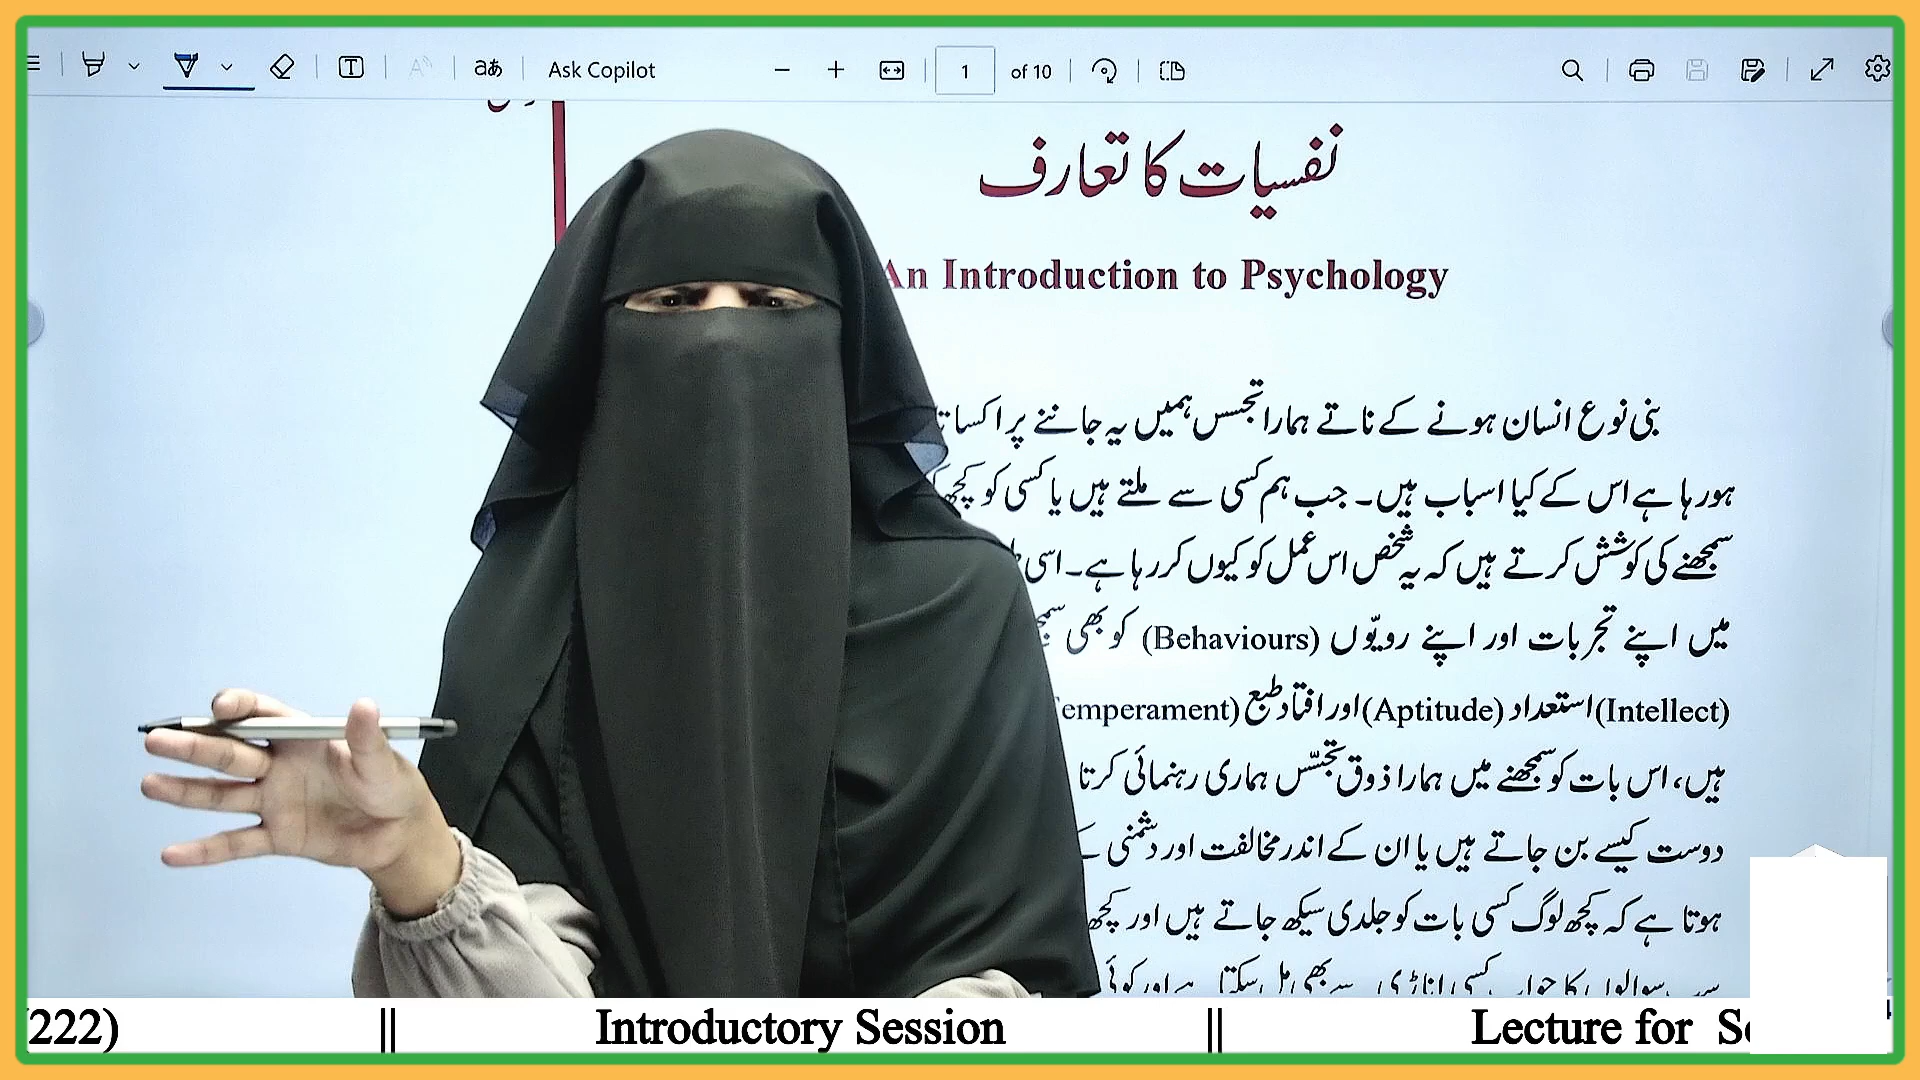 Ask Copilot
1 of 10
نفسیات کا تعارف
An Introduction to Psychology
بنی نوع انسان ہونے کے ناتے ہمارا تجسس ہمیں یہ جاننے پر اکساتا
ہورہا ہے اس کے کیا اسباب ہیں۔ جب ہم کسی سے ملتے ہیں یا کسی کو کچھ
سمجھنے کی کوشش کرتے ہیں کہ یہ شخص اس عمل کو کیوں کررہا ہے۔ اسی
میں اپنے تجربات اور اپنے رویّوں (Behaviours) کو بھی
(Intellect) استعداد (Aptitude) اور افتاد طبع emperament)
ہیں، اس بات کو سمجھنے میں ہمارا ذوق تجسّس ہماری رہنمائی کرتا
دوست کیسے بن جاتے ہیں یا ان کے اندر مخالفت اور دشمنی
ہوتا ہے کہ کچھ لوگ کسی بات کو جلدی سیکھ جاتے ہیں اور کچھ
222) || Introductory Session || Lecture for